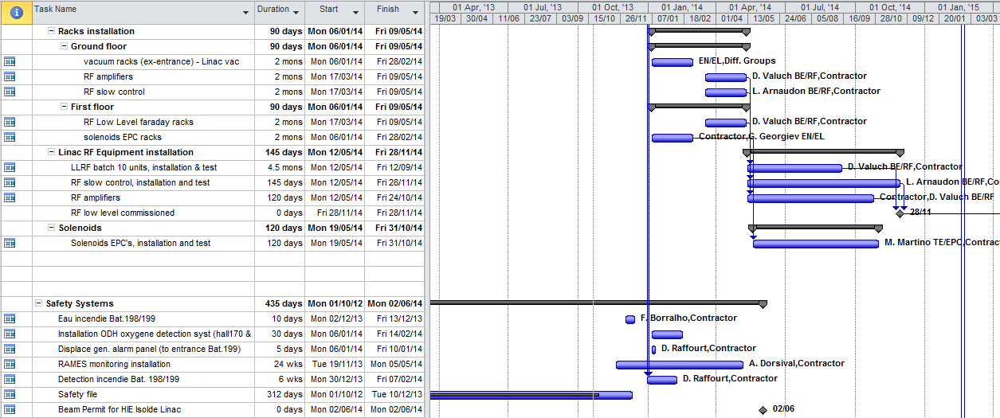 Task Name Duration Start Finish 01 Apr, '13 01 Jul, '13 01 Oct, '13 01 Jan, '14 01 Apr, '14 01 Jul, '14 01 Oct, '14 01 Jan, '15
19/03 30/04 11/06 23/07 03/09 15/10 26/11 07/01 18/02 01/04 13/05 24/06 05/08 16/09 28/10 09/12 20/01 03/03
Racks installation 90 days Mon 06/01/14 Fri 09/05/14
Ground floor 90 days Mon 06/01/14 Fri 09/05/14
vacuum racks (ex-entrance) - Linac vac 2 mons Mon 06/01/14 Fri 28/02/14 EN/EL,Diff. Groups
RF amplifiers 2 mons Mon 17/03/14 Fri 09/05/14 D. Valuch BE/RF,Contractor
RF slow control 2 mons Mon 17/03/14 Fri 09/05/14 L. Arnaudon BE/RF,Contractor
First floor 90 days Mon 06/01/14 Fri 09/05/14
RF Low Level faraday racks 2 mons Mon 17/03/14 Fri 09/05/14 D. Valuch BE/RF,Contractor
solenoids EPC racks 2 mons Mon 06/01/14 Fri 28/02/14 Contractor,G. Georgiev EN/EL
Linac RF Equipment installation 145 days Mon 12/05/14 Fri 28/11/14
LLRF batch 10 units, installation & test 4.5 mons Mon 12/05/14 Fri 12/09/14 D. Valuch BE/RF,Contractor
RF slow control, installation and test 145 days Mon 12/05/14 Fri 28/11/14 L. Arnaudon BE/RF,Co
RF amplifiers 120 days Mon 12/05/14 Fri 24/10/14 Contractor,D. Valuch BE/RF
RF low level commissioned 0 days Fri 28/11/14 Fri 28/11/14 28/11
Solenoids 120 days Mon 19/05/14 Fri 31/10/14
Solenoids EPC's, installation and test 120 days Mon 19/05/14 Fri 31/10/14 M. Martino TE/EPC,Contrac
Safety Systems 435 days Mon 01/10/12 Mon 02/06/14
Eau incendie Bat.198/199 10 days Mon 02/12/13 Fri 13/12/13 F. Borralho,Contractor
Installation ODH oxygene detection syst (hall170 & 30 days Mon 06/01/14 Fri 14/02/14
Displace gen. alarm panel (to entrance Bat.199) 5 days Mon 06/01/14 Fri 10/01/14 D. Raffourt,Contractor
RAMES monitoring installation 24 wks Tue 19/11/13 Mon 05/05/14 A. Dorsival,Contractor
Detection incendie Bat. 198/199 6 wks Mon 30/12/13 Fri 07/02/14 D. Raffourt,Contractor
Safety file 312 days Mon 01/10/12 Tue 10/12/13
Beam Permit for HIE Isolde Linac 0 days Mon 02/06/14 Mon 02/06/14 02/06